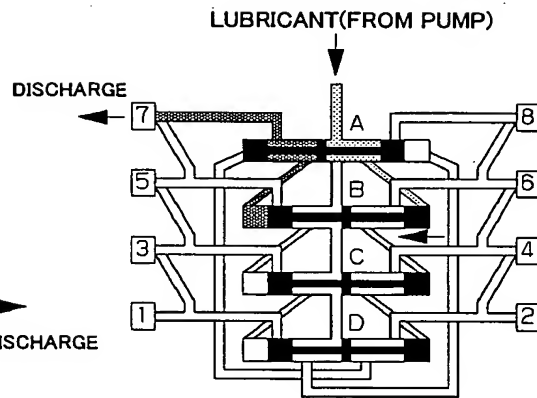 LUBRICANT(FROM PUMP)
DISCHARGE
7
A
8
5
B
6
3
C
4
1
D
2
ISCHARGE